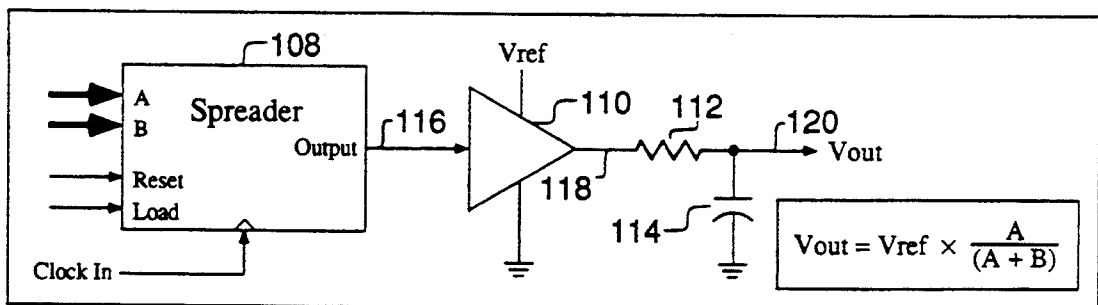 108
Vref
A
Spreader
110
112
B
116
120
Output
Vout
118
Reset
Load
114
Vout = Vref × A / (A + B)
Clock In